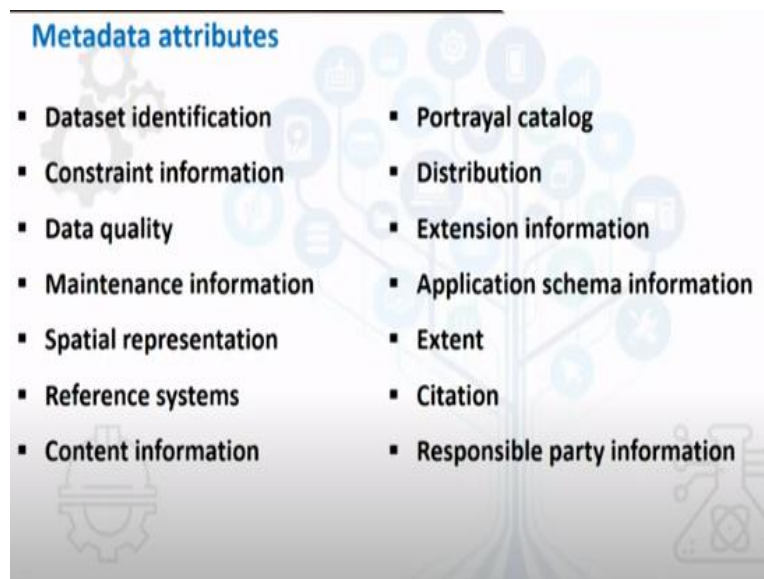 Metadata attributes
▪ Dataset identification
▪ Constraint information
▪ Data quality
▪ Maintenance information
▪ Spatial representation
▪ Reference systems
▪ Content information
▪ Portrayal catalog
▪ Distribution
▪ Extension information
▪ Application schema information
▪ Extent
▪ Citation
▪ Responsible party information